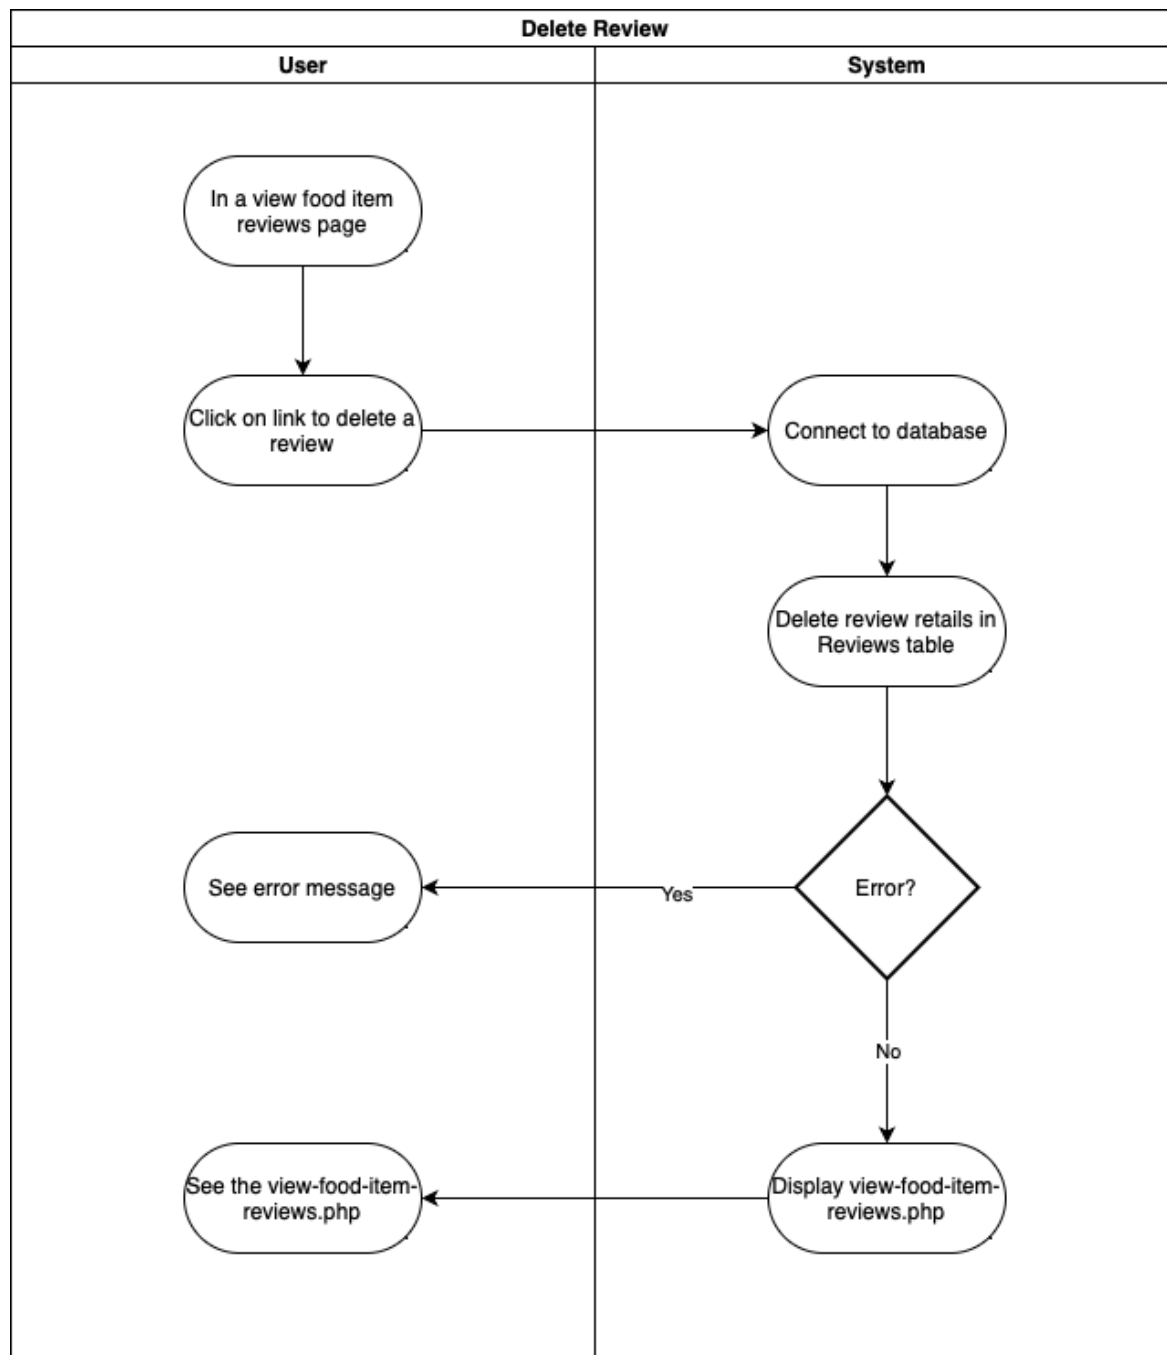 Delete Review
User
System
In a view food item
reviews page
Click on link to delete a
review
Connect to database
Delete review retails in
Reviews table
Error?
Yes
See error message
No
Display view-food-item-
reviews.php
See the view-food-item-
reviews.php